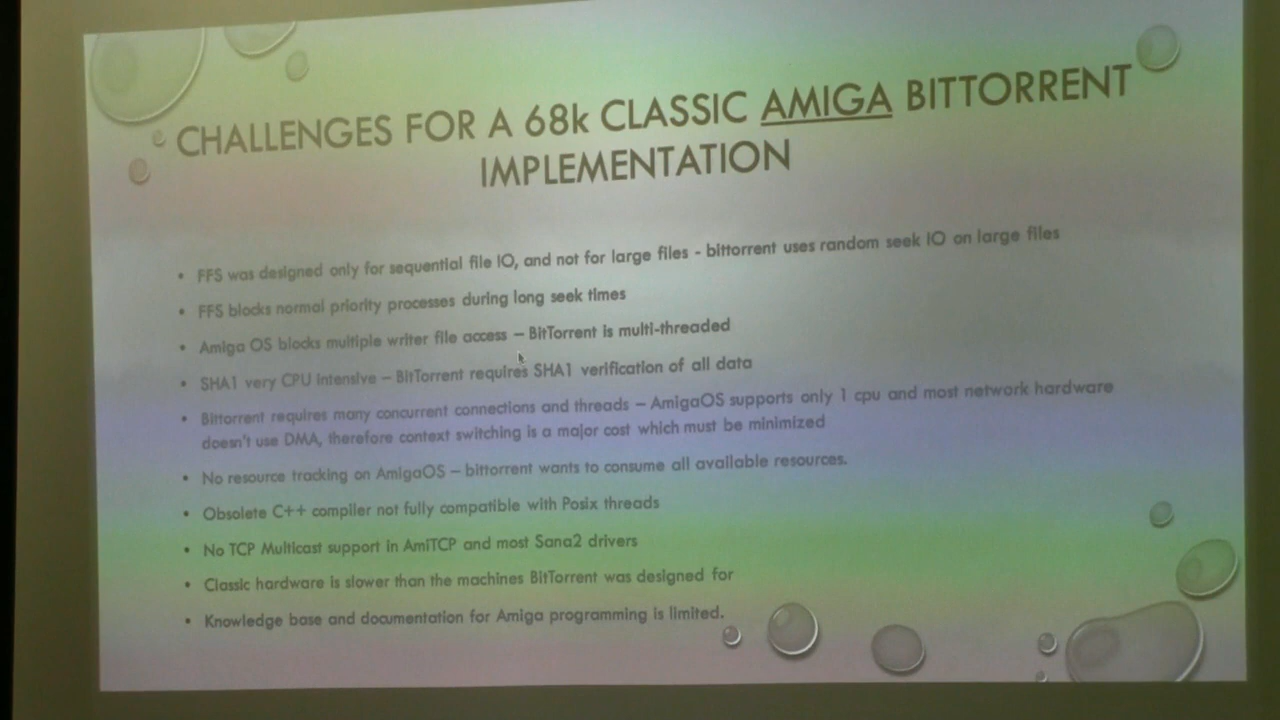 CHALLENGES FOR A 68k CLASSIC AMIGA BITTORRENT
IMPLEMENTATION
• FFS was designed only for sequential file IO, and not for large files - bittorrent uses random seek IO on large files
• FFS blocks normal priority processes during long seek times
• Amiga OS blocks multiple writer file access – BitTorrent is multi-threaded
• SHA1 very CPU intensive – BitTorrent requires SHA1 verification of all data
• Bittorrent requires many concurrent connections and threads – AmigaOS supports only 1 cpu and most network hardware
doesn't use DMA, therefore context switching is a major cost which must be minimized
• No resource tracking on AmigaOS – bittorrent wants to consume all available resources.
• Obsolete C++ compiler not fully compatible with Posix threads
• No TCP Multicast support in AmiTCP and most Sana2 drivers
• Classic hardware is slower than the machines BitTorrent was designed for
• Knowledge base and documentation for Amiga programming is limited.